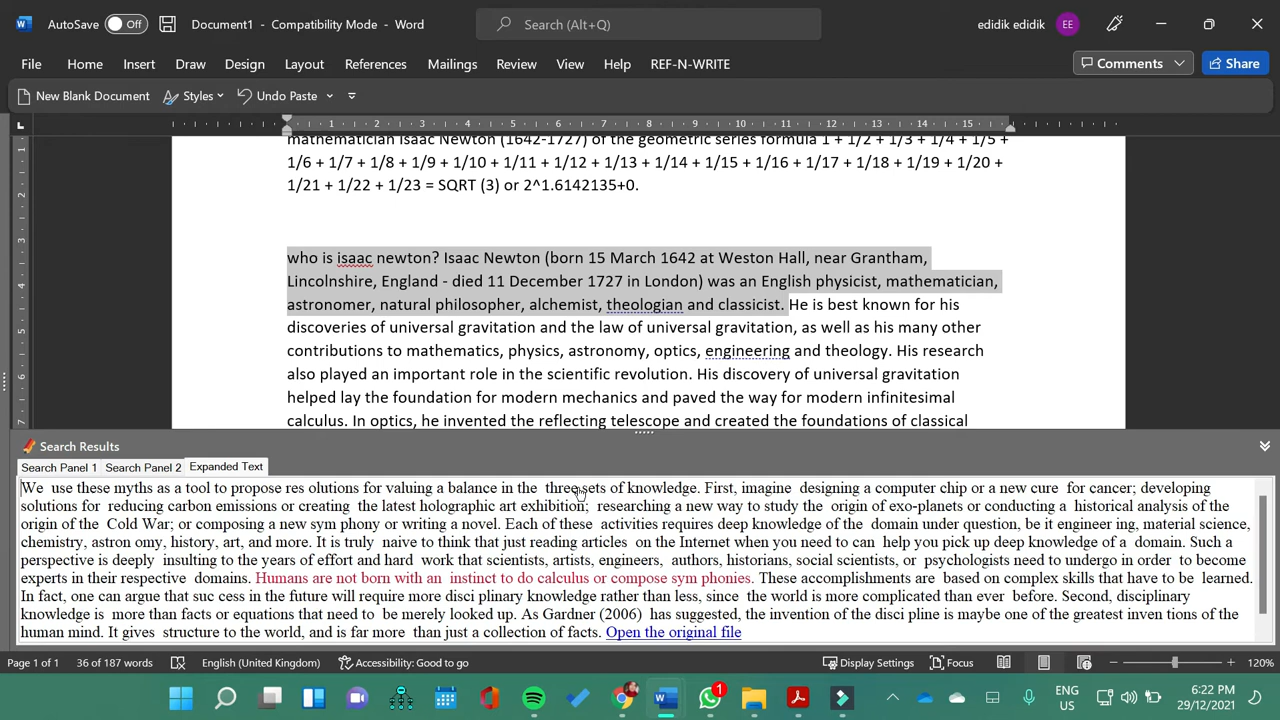 AutoSave Off Document1 - Compatibility Mode - Word Search (Alt+Q) edidik edidik EE
File Home Insert Draw Design Layout References Mailings Review View Help REF-N-WRITE Comments Share
New Blank Document Styles Undo Paste
L 1 2 3 4 5 6 7 8 9 10 11 12 13 14 15
mathematician Isaac Newton (1642-1727) or the geometric series formula 1 + 1/2 + 1/3 + 1/4 + 1/5 +
1/6 + 1/7 + 1/8 + 1/9 + 1/10 + 1/11 + 1/12 + 1/13 + 1/14 + 1/15 + 1/16 + 1/17 + 1/18 + 1/19 + 1/20 +
1/21 + 1/22 + 1/23 = SQRT (3) or 2^1.6142135+0.
who is isaac newton? Isaac Newton (born 15 March 1642 at Weston Hall, near Grantham,
Lincolnshire, England - died 11 December 1727 in London) was an English physicist, mathematician,
astronomer, natural philosopher, alchemist, theologian and classicist. He is best known for his
discoveries of universal gravitation and the law of universal gravitation, as well as his many other
contributions to mathematics, physics, astronomy, optics, engineering and theology. His research
also played an important role in the scientific revolution. His discovery of universal gravitation
helped lay the foundation for modern mechanics and paved the way for modern infinitesimal
calculus. In optics, he invented the reflecting telescope and created the foundations of classical
1
2
3
4
5
6
7
Search Results
Search Panel 1 Search Panel 2 Expanded Text
We use these myths as a tool to propose res olutions for valuing a balance in the three sets of knowledge. First, imagine designing a computer chip or a new cure for cancer; developing
solutions for reducing carbon emissions or creating the latest holographic art exhibition; researching a new way to study the origin of exo-planets or conducting a historical analysis of the
origin of the Cold War; or composing a new sym phony or writing a novel. Each of these activities requires deep knowledge of the domain under question, be it engineer ing, material science,
chemistry, astron omy, history, art, and more. It is truly naive to think that just reading articles on the Internet when you need to can help you pick up deep knowledge of a domain. Such a
perspective is deeply insulting to the years of effort and hard work that scientists, artists, engineers, authors, historians, social scientists, or psychologists need to undergo in order to become
experts in their respective domains. Humans are not born with an instinct to do calculus or compose sym phonies. These accomplishments are based on complex skills that have to be learned.
In fact, one can argue that suc cess in the future will require more disci plinary knowledge rather than less, since the world is more complicated than ever before. Second, disciplinary
knowledge is more than facts or equations that need to be merely looked up. As Gardner (2006) has suggested, the invention of the disci pline is maybe one of the greatest inven tions of the
human mind. It gives structure to the world, and is far more than just a collection of facts. Open the original file
Page 1 of 1 36 of 187 words English (United Kingdom) Accessibility: Good to go Display Settings Focus 120%
1 ENG US 6:22 PM 29/12/2021